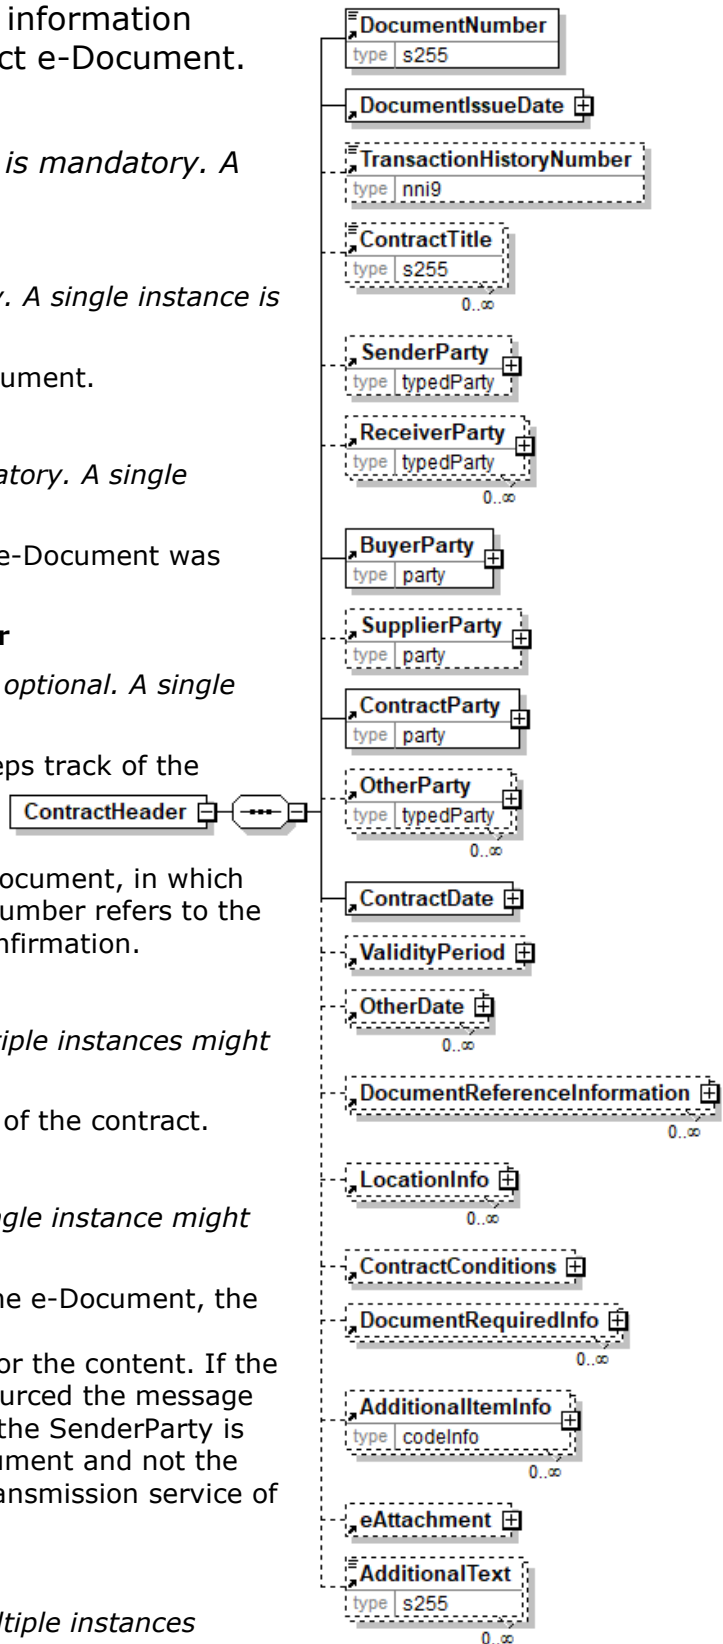 information
ct e-Document.
is mandatory. A
. A single instance is
ument.
atory. A single
e-Document was
r
optional. A single
eps track of the
ocument, in which
umber refers to the
nfirmation.
tiple instances might
of the contract.
ngle instance might
he e-Document, the
or the content. If the
urced the message
the SenderParty is
ument and not the
ransmission service of
ltiple instances
ContractHeader
DocumentNumber
type s255
DocumentIssueDate
TransactionHistoryNumber
type nni9
ContractTitle
type s255
0..∞
SenderParty
type typedParty
ReceiverParty
type typedParty
0..∞
BuyerParty
type party
SupplierParty
type party
ContractParty
type party
OtherParty
type typedParty
0..∞
ContractDate
ValidityPeriod
OtherDate
0..∞
DocumentReferenceInformation
0..∞
LocationInfo
0..∞
ContractConditions
DocumentRequiredInfo
0..∞
AdditionalItemInfo
type codeInfo
0..∞
eAttachment
AdditionalText
type s255
0..∞